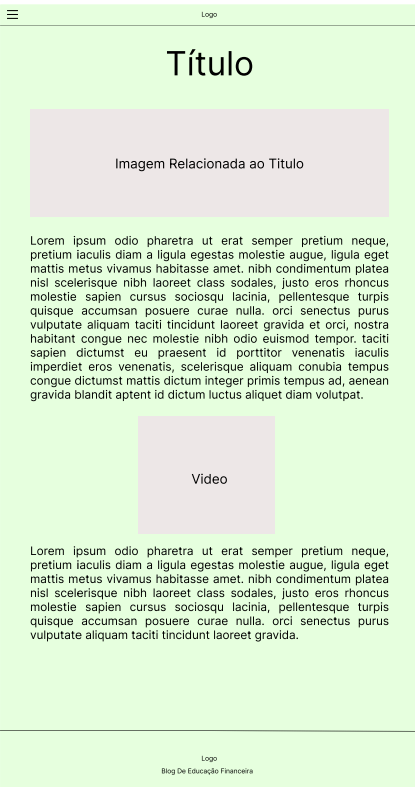 Logo
Título
Imagem Relacionada ao Titulo
Lorem ipsum odio pharetra ut erat semper pretium neque,
pretium iaculis diam a ligula egestas molestie augue, ligula eget
mattis metus vivamus habitasse amet. nibh condimentum platea
nisl scelerisque nibh laoreet class sodales, justo eros rhoncus
molestie sapien cursus sociosqu lacinia, pellentesque turpis
quisque accumsan posuere curae nulla. orci senectus purus
vulputate aliquam taciti tincidunt laoreet gravida et orci, nostra
habitant congue nec molestie nibh odio euismod tempor. taciti
sapien dictumst eu praesent id porttitor venenatis iaculis
imperdiet eros venenatis, scelerisque aliquam conubia tempus
congue dictumst mattis dictum integer primis tempus ad, aenean
gravida blandit aptent id dictum luctus aliquet diam volutpat.
Video
Lorem ipsum odio pharetra ut erat semper pretium neque,
pretium iaculis diam a ligula egestas molestie augue, ligula eget
mattis metus vivamus habitasse amet. nibh condimentum platea
nisl scelerisque nibh laoreet class sodales, justo eros rhoncus
molestie sapien cursus sociosqu lacinia, pellentesque turpis
quisque accumsan posuere curae nulla. orci senectus purus
vulputate aliquam taciti tincidunt laoreet gravida.
Logo
Blog De Educação Financeira